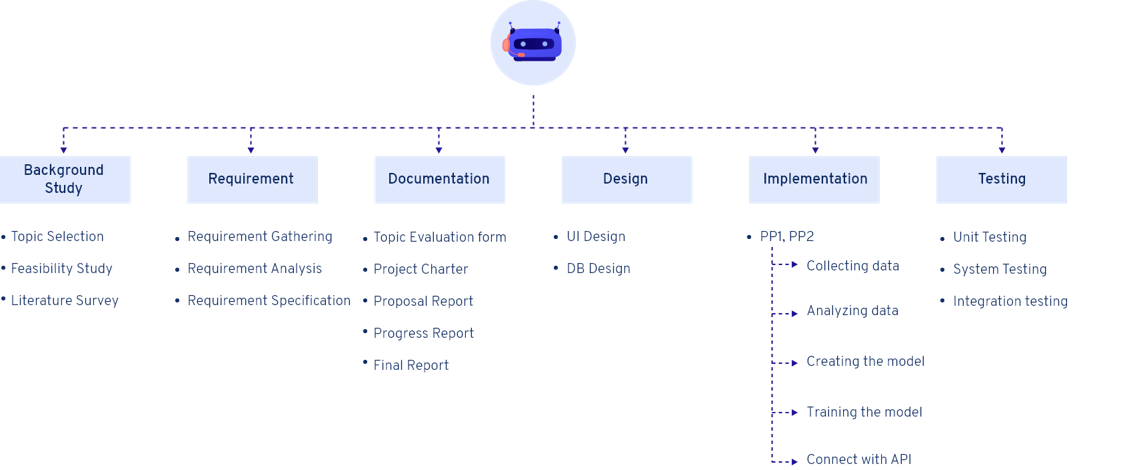 Background
Study
Requirement
Documentation
Design
Implementation
Testing
• Topic Selection
• Feasibility Study
• Literature Survey
• Requirement Gathering
• Requirement Analysis
• Requirement Specification
• Topic Evaluation form
• Project Charter
• Proposal Report
• Progress Report
• Final Report
• UI Design
• DB Design
• PP1, PP2
Collecting data
Analyzing data
Creating the model
Training the model
Connect with API
• Unit Testing
• System Testing
• Integration testing